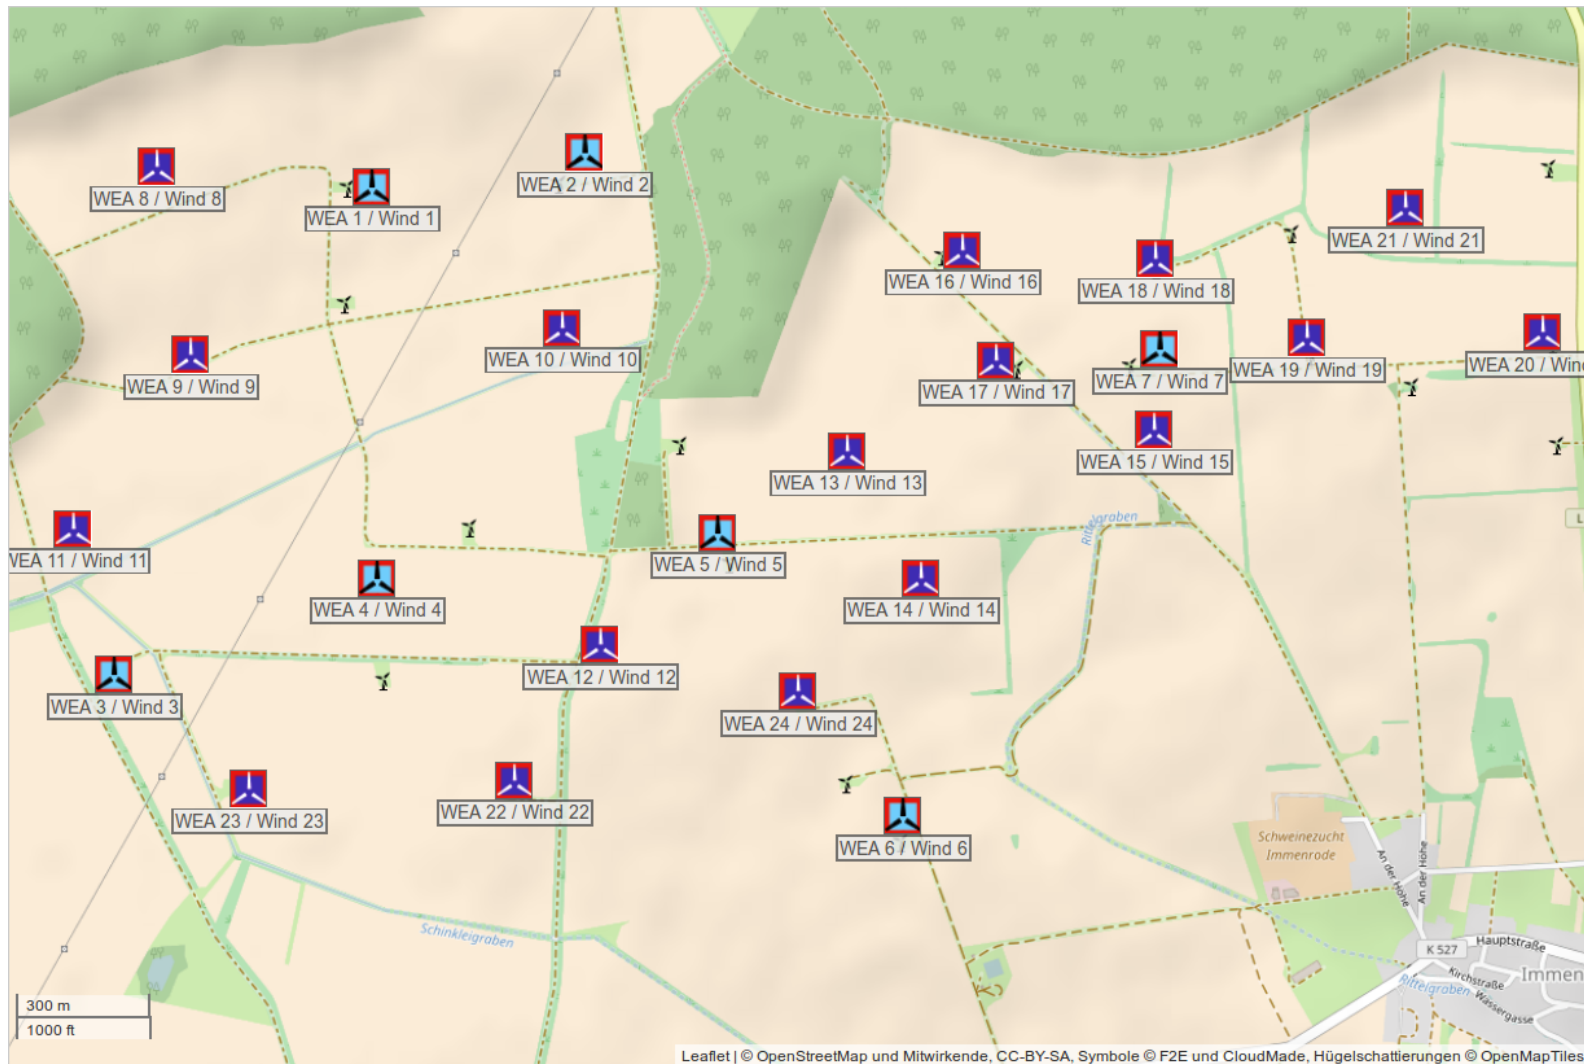 WEA 2 / Wind 2
WEA 8 / Wind 8
WEA 1 / Wind 1
WEA 21 / Wind 21
WEA 16 / Wind 16
WEA 18 / Wind 18
WEA 10 / Wind 10
WEA 20 / Wind
WEA 19 / Wind 19
WEA 7 / Wind 7
WEA 9 / Wind 9
WEA 17 / Wind 17
WEA 15 / Wind 15
WEA 13 / Wind 13
Rittelgraben
L
WEA 11 / Wind 11
WEA 5 / Wind 5
WEA 4 / Wind 4
WEA 14 / Wind 14
WEA 12 / Wind 12
WEA 3 / Wind 3
WEA 24 / Wind 24
WEA 22 / Wind 22
WEA 23 / Wind 23
WEA 6 / Wind 6
Schweinezucht
Immenrode
An der Höhe
An der Höhe
Schinkleigraben
K 527
Hauptstraße
Kirchstraße
Immen
Rittelgraben
Wassergasse
300 m
1000 ft
Leaflet | © OpenStreetMap und Mitwirkende, CC-BY-SA, Symbole © F2E und CloudMade, Hügelschattierungen © OpenMapTiles